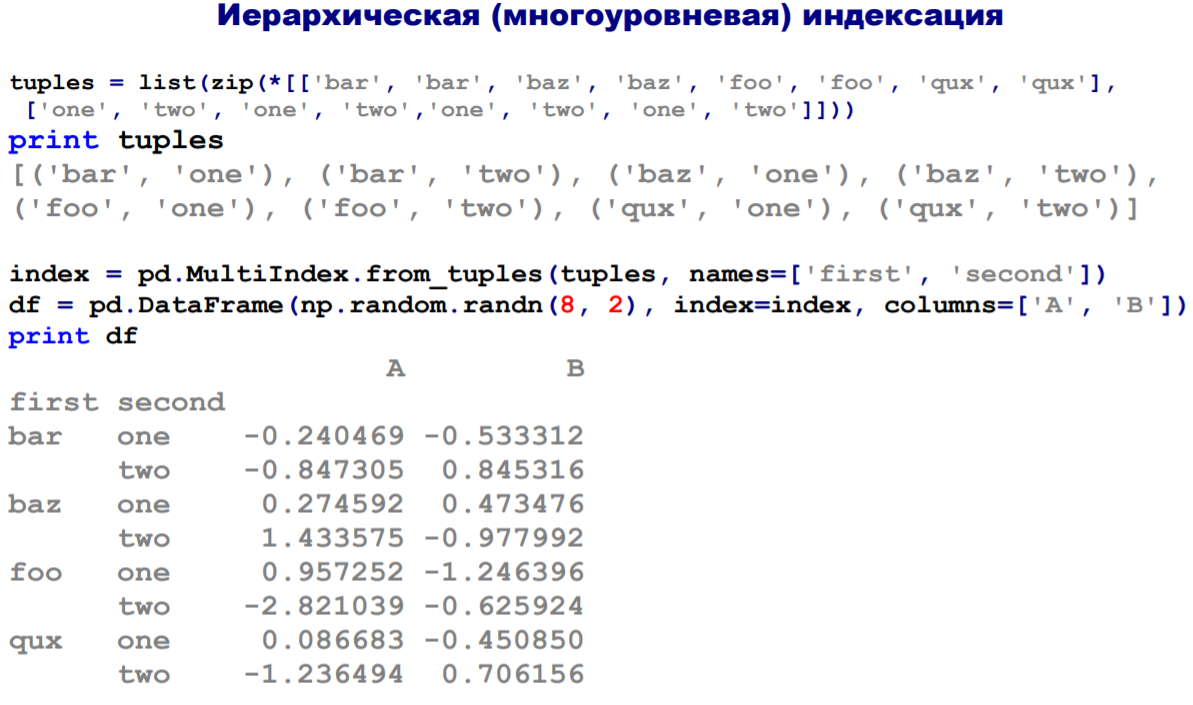 Иерархическая (многоуровневая) индексация
tuples = list(zip(*[['bar', 'bar', 'baz', 'baz', 'foo', 'foo', 'qux', 'qux'],
['one', 'two', 'one', 'two','one', 'two', 'one', 'two']]))
print tuples
[('bar', 'one'), ('bar', 'two'), ('baz', 'one'), ('baz', 'two'),
('foo', 'one'), ('foo', 'two'), ('qux', 'one'), ('qux', 'two')]
index = pd.MultiIndex.from_tuples(tuples, names=['first', 'second'])
df = pd.DataFrame(np.random.randn(8, 2), index=index, columns=['A', 'B'])
print df
A B
first second
bar one -0.240469 -0.533312
two -0.847305 0.845316
baz one 0.274592 0.473476
two 1.433575 -0.977992
foo one 0.957252 -1.246396
two -2.821039 -0.625924
qux one 0.086683 -0.450850
two -1.236494 0.706156